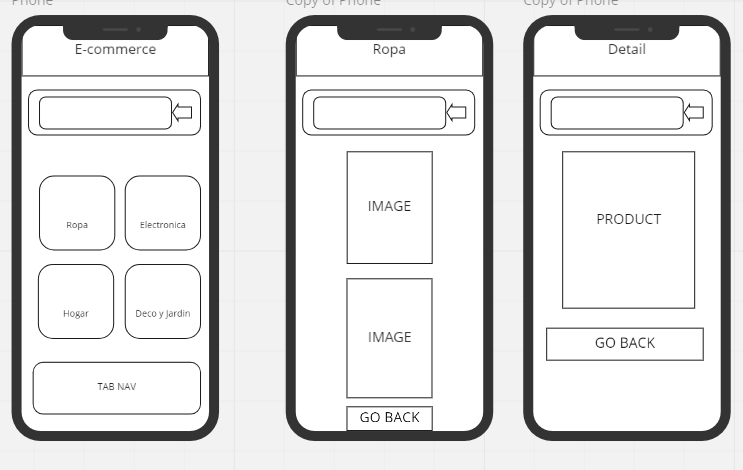 Phone
E-commerce
Ropa
Electronica
Hogar
Deco y Jardin
TAB NAV
Copy of Phone
Ropa
IMAGE
IMAGE
GO BACK
Copy of Phone
Detail
PRODUCT
GO BACK